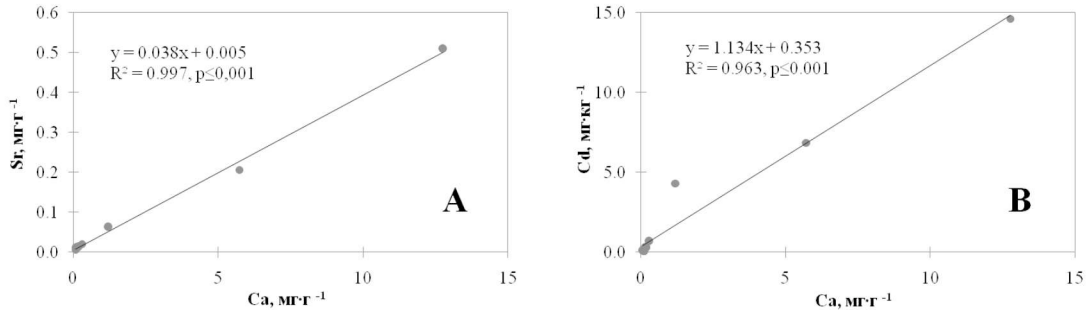 0.6
0.5
0.4
0.3
0.2
0.1
0.0
Sr, мг·г ⁻¹
y = 0.038x + 0.005
R² = 0.997, p≤0,001
A
0
5
10
15
Ca, мг·г ⁻¹
15.0
10.0
5.0
0.0
Cd, мг·кг ⁻¹
y = 1.134x + 0.353
R² = 0.963, p≤0.001
B
0
5
10
15
Ca, мг·г ⁻¹